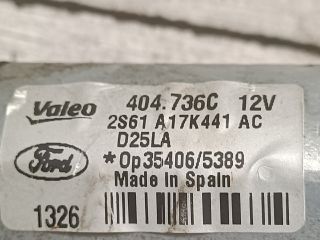 Valeo 404.736C 12V
2S61 A17K441 AC
D25LA
Ford *Op35406/5389
Made in Spain
1326